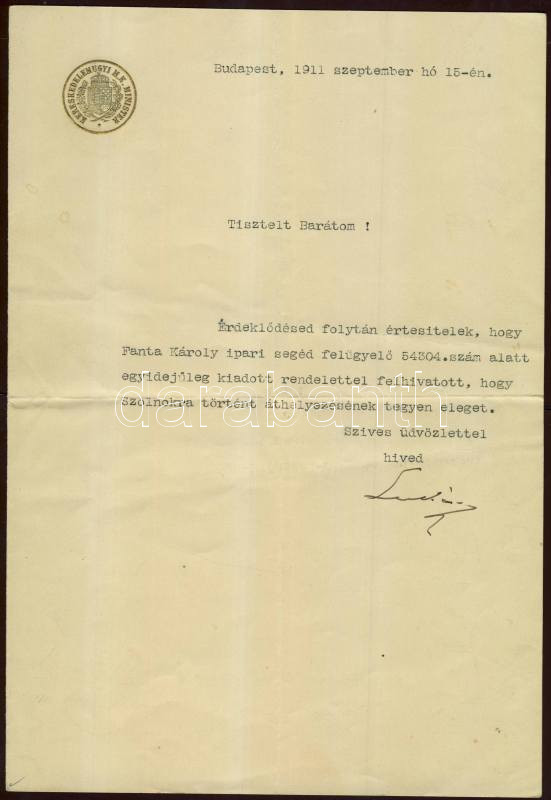 KERESKEDELEMÜGYI M. K. MINISTER
Budapest, 1911 szeptember hó 15-én.
Tisztelt Barátom !
Érdeklődésed folytán értesitelek, hogy
Fanta Károly ipari segéd felügyelő 54304.szám alatt
egyidejüleg kiadott rendelettel felhivatott, hogy
Szolnokra történt áthelyezésének tegyen eleget.
darabanth
Szives üdvözlettel
hived